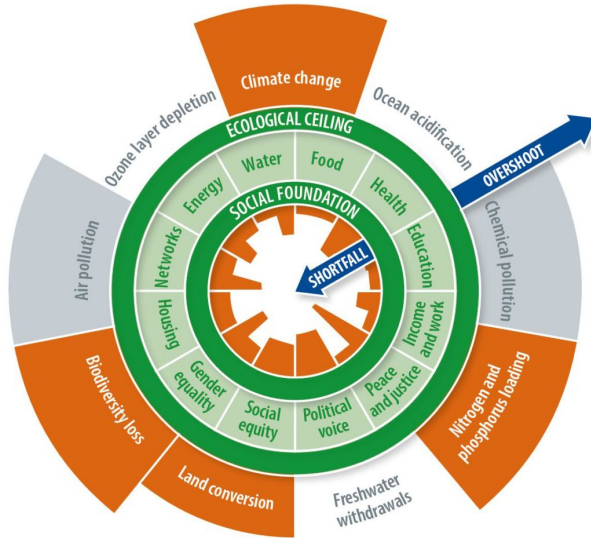 Climate change
Ozone layer depletion
Ocean acidification
ECOLOGICAL CEILING
OVERSHOOT
Water
Food
Energy
Health
SOCIAL FOUNDATION
Networks
Education
SHORTFALL
Air pollution
Chemical pollution
Housing
Income
and work
Gender
equality
Social
equity
Political
voice
Peace
and justice
Biodiversity loss
Nitrogen and
phosphorus loading
Land conversion
Freshwater
withdrawals